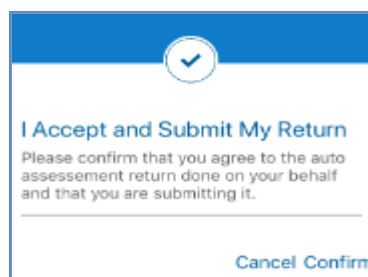 I Accept and Submit My Return
Please confirm that you agree to the auto
assessement return done on your behalf
and that you are submitting it.
Cancel Confirm